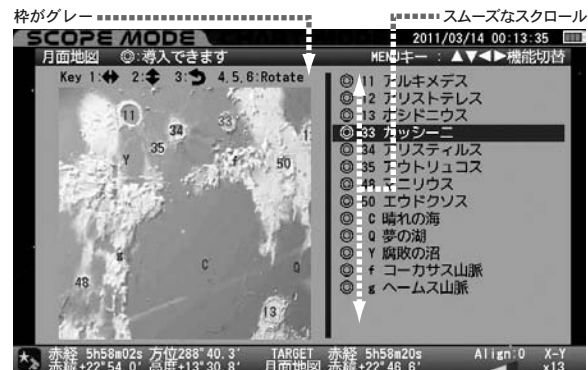 枠がグレー
スムーズなスクロール
SCOPE MODE
CHART MODE
2011/03/14 00:13:35
月面地図 ◎:導入できます
MENUキー : ▲▼◀▶機能切替
Key 1: 2: 3: 4,5,6:Rotate
◎ 11 アルキメデス
◎ 12 アリストテレス
◎ 13 ポシドニウス
◎ 33 カッシーニ
◎ 34 アリスティルス
◎ 35 アウトリュコス
◎ 48 マニリウス
◎ 50 エウドクソス
◎ C 晴れの海
◎ Q 夢の湖
◎ Y 腐敗の沼
◎ f コーカサス山脈
◎ g ヘームス山脈
11
34
33
35
Y
f
50
g
C
Q
48
13
赤経 5h58m02s 方位288°40.3' TARGET 赤経 5h58m20s Align:0 X-Y
赤緯+22°54.0' 高度+13°30.8' 月面地図 赤緯+22°46.6' x13